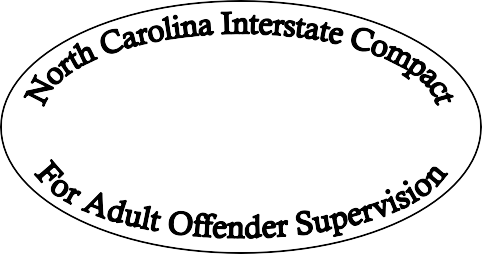 North Carolina Interstate Compact
For Adult Offender Supervision